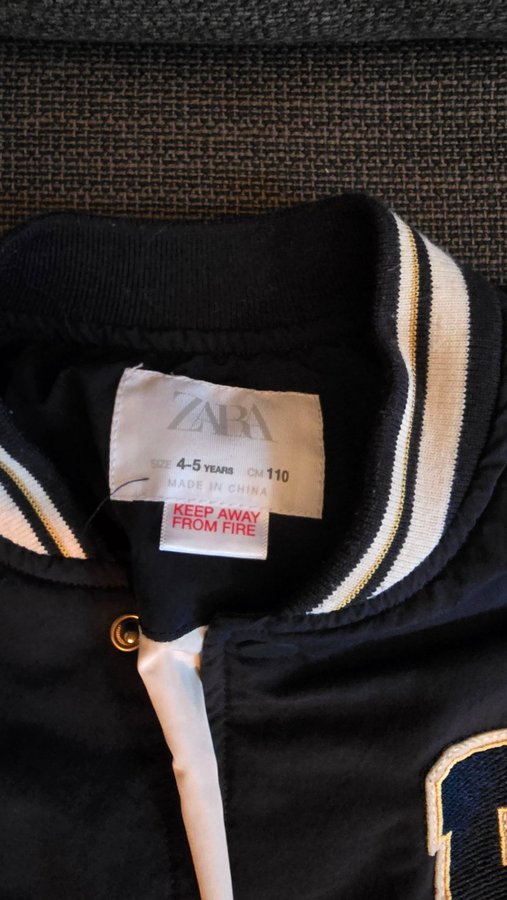 ZARA
SIZE 4-5 YEARS CM 110
MADE IN CHINA
KEEP AWAY
FROM FIRE